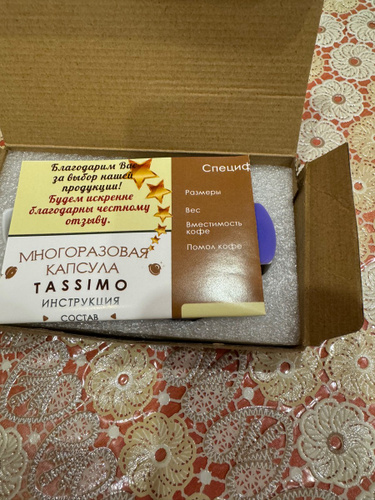 Благодарим Вас
за выбор нашей
продукции!
Будем искренне
благодарны честному
отзыву.
МНОГОРАЗОВАЯ
КАПСУЛА
TASSIMO
ИНСТРУКЦИЯ
СОСТАВ
Специф
Размеры
Вес
Вместимость
кофе
Помол кофе